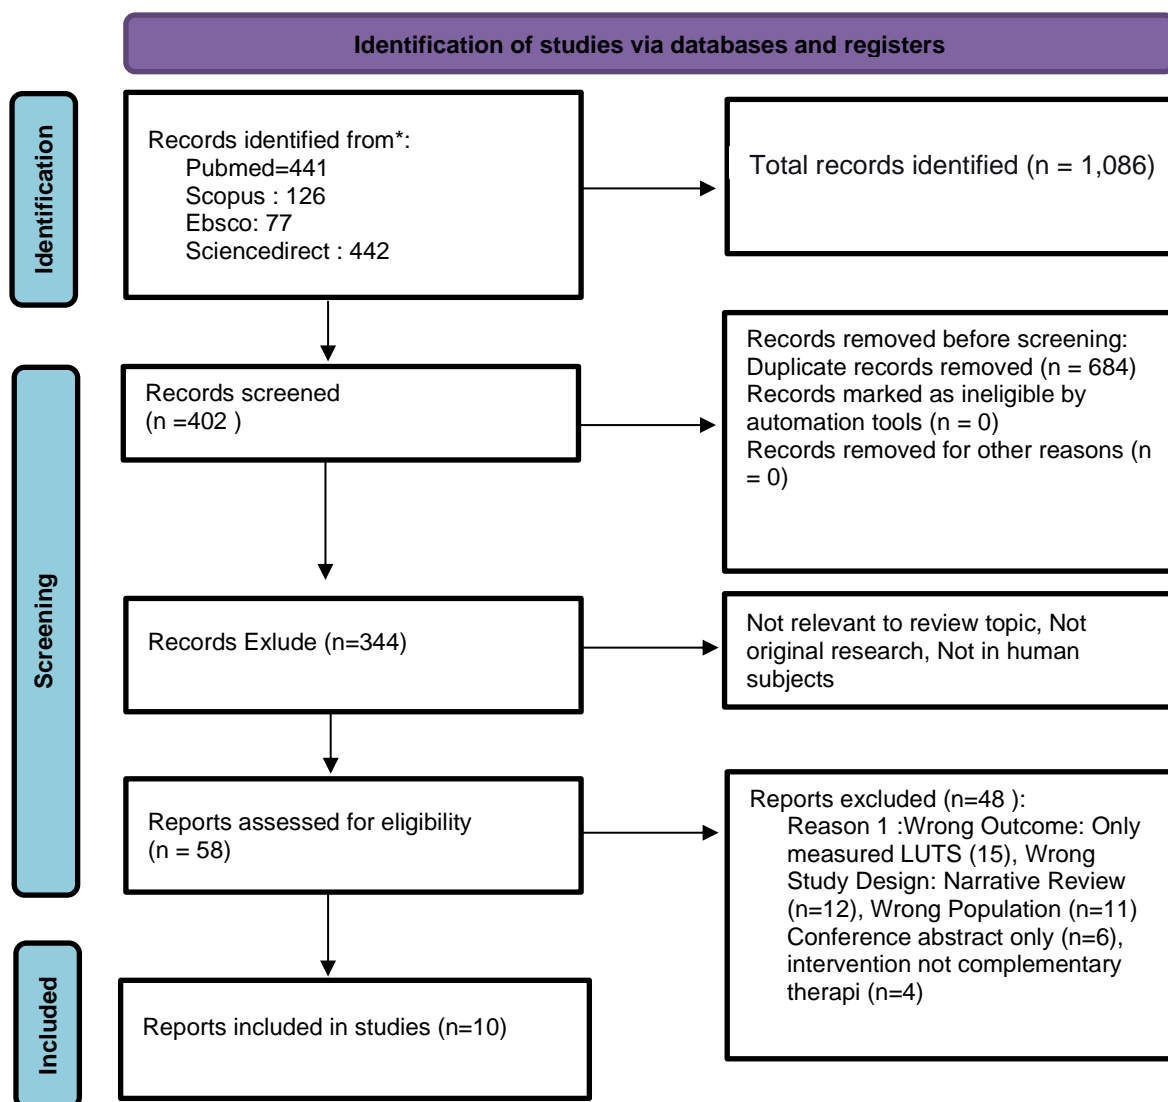 Identification of studies via databases and registers
Identification
Records identified from*:
Pubmed=441
Scopus : 126
Ebsco: 77
Sciencedirect : 442
Total records identified (n = 1,086)
Screening
Records screened
(n =402 )
Records removed before screening:
Duplicate records removed (n = 684)
Records marked as ineligible by
automation tools (n = 0)
Records removed for other reasons (n
= 0)
Records Exlude (n=344)
Not relevant to review topic, Not
original research, Not in human
subjects
Reports assessed for eligibility
(n = 58)
Reports excluded (n=48 ):
Reason 1 :Wrong Outcome: Only
measured LUTS (15), Wrong
Study Design: Narrative Review
(n=12), Wrong Population (n=11)
Conference abstract only (n=6),
intervention not complementary
therapi (n=4)
Included
Reports included in studies (n=10)